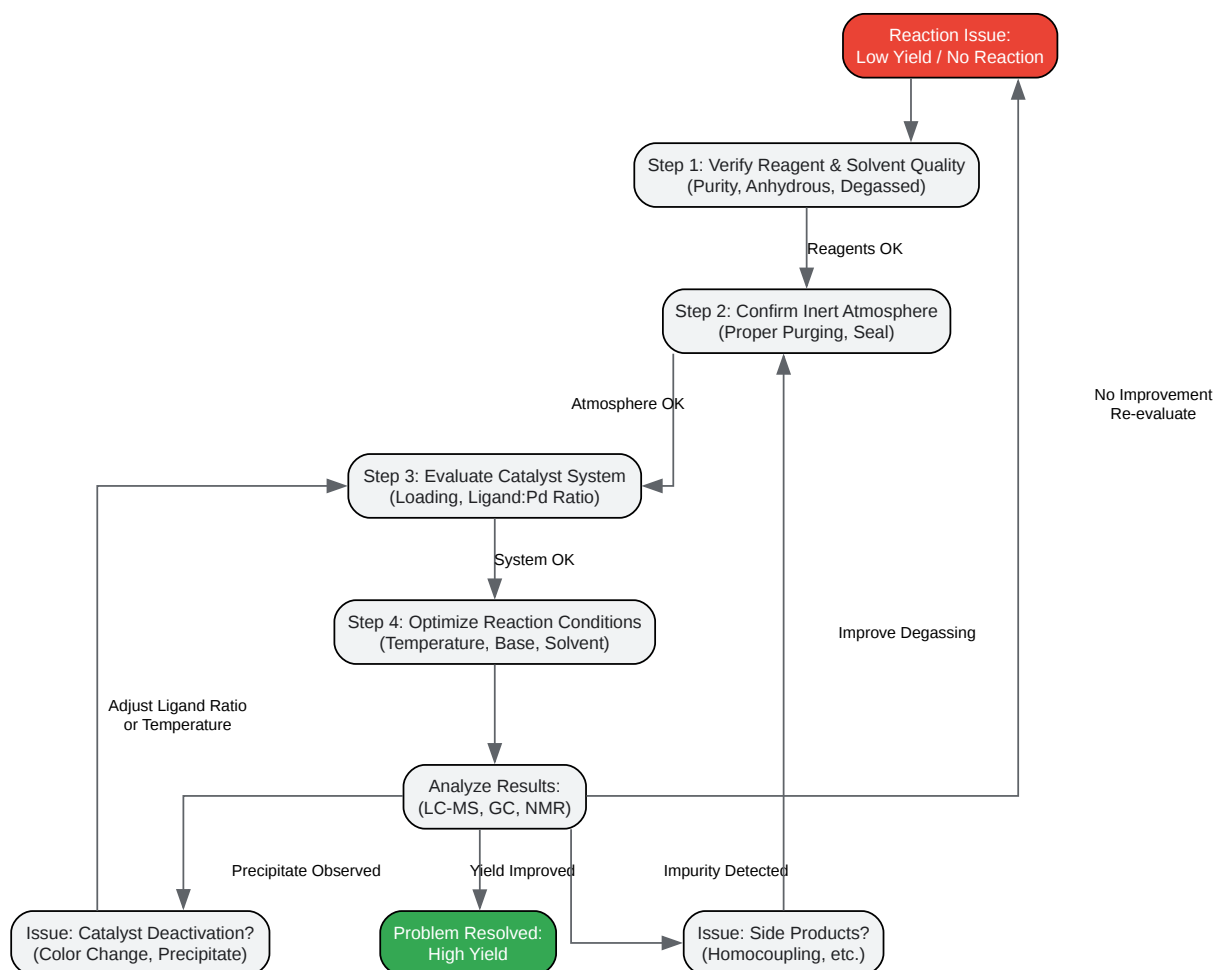 Reaction Issue:
Low Yield / No Reaction
Step 1: Verify Reagent & Solvent Quality
(Purity, Anhydrous, Degassed)
Reagents OK
Step 2: Confirm Inert Atmosphere
(Proper Purging, Seal)
Atmosphere OK
No Improvement
Re-evaluate
Step 3: Evaluate Catalyst System
(Loading, Ligand:Pd Ratio)
System OK
Step 4: Optimize Reaction Conditions
(Temperature, Base, Solvent)
Improve Degassing
Adjust Ligand Ratio
or Temperature
Analyze Results:
(LC-MS, GC, NMR)
Precipitate Observed
Yield Improved
Impurity Detected
Issue: Catalyst Deactivation?
(Color Change, Precipitate)
Problem Resolved:
High Yield
Issue: Side Products?
(Homocoupling, etc.)